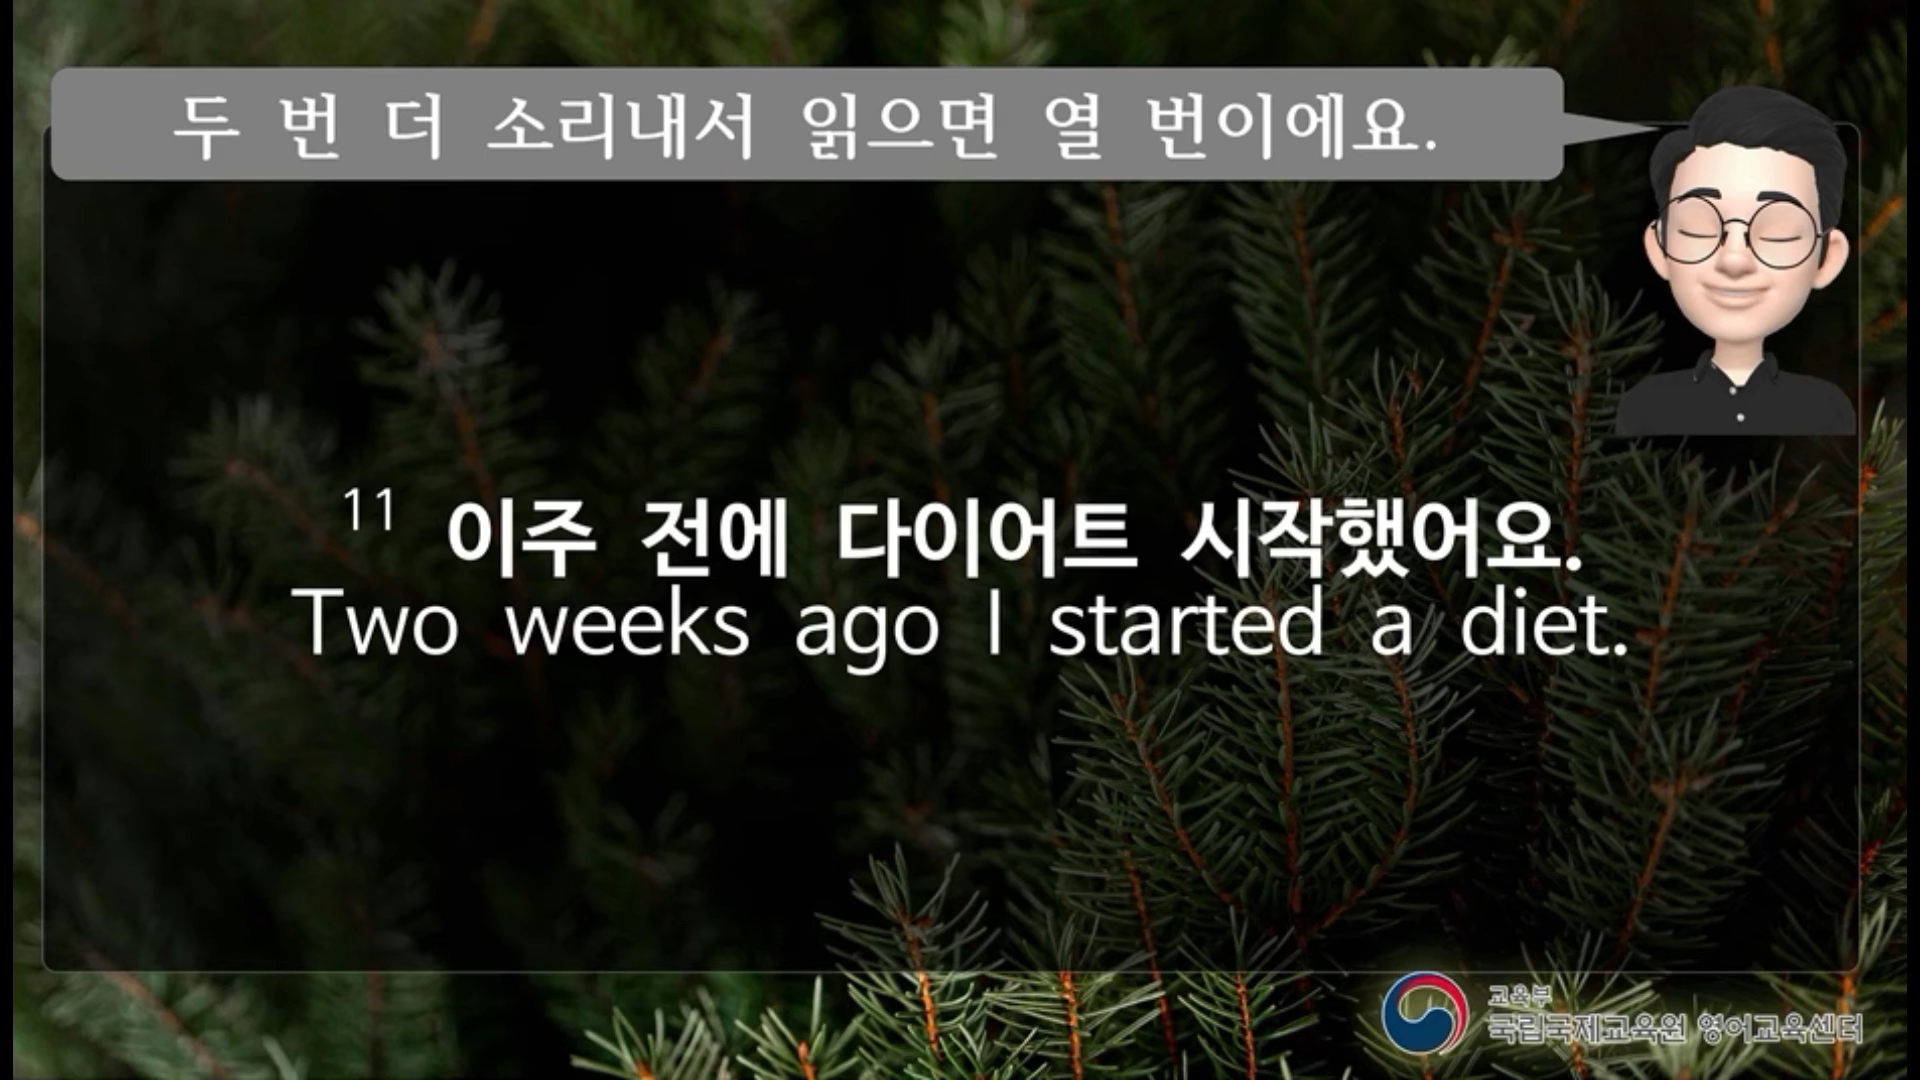 두 번 더 소리내서 읽으면 열 번이에요.
11 이주 전에 다이어트 시작했어요.
Two weeks ago I started a diet.
교육부
국립국제교육원 영어교육센터